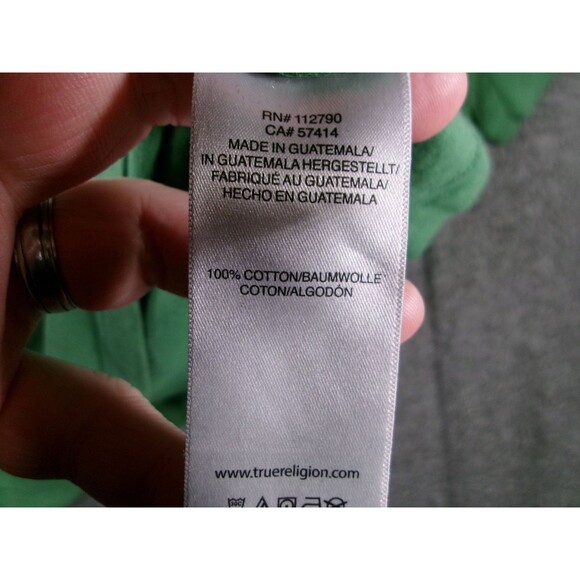 RN# 112790
CA# 57414
MADE IN GUATEMALA/
IN GUATEMALA HERGESTELLT/
FABRIQUÉ AU GUATEMALA/
HECHO EN GUATEMALA
100% COTTON/BAUMWOLLE
COTON/ALGODÓN
www.truereligion.com